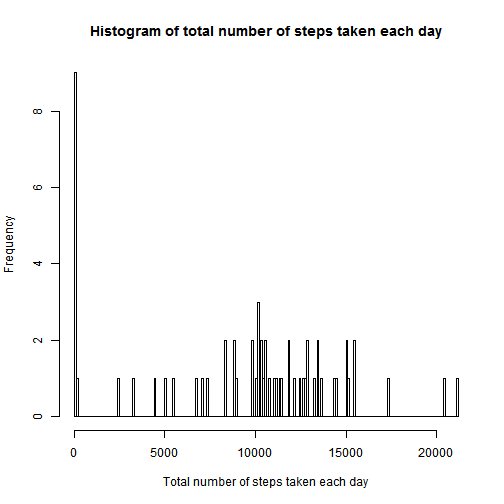 Histogram of total number of steps taken each day
Frequency
8
6
4
2
0
0 5000 10000 15000 20000
Total number of steps taken each day